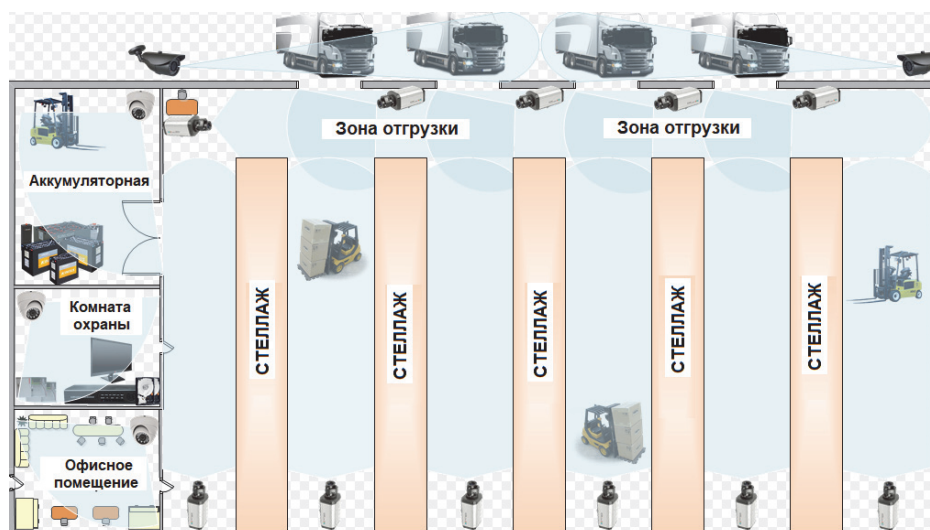 Зона отгрузки
Зона отгрузки
Аккумуляторная
Комната
охраны
Офисное
помещение
СТЕЛЛАЖ
СТЕЛЛАЖ
СТЕЛЛАЖ
СТЕЛЛАЖ
СТЕЛЛАЖ